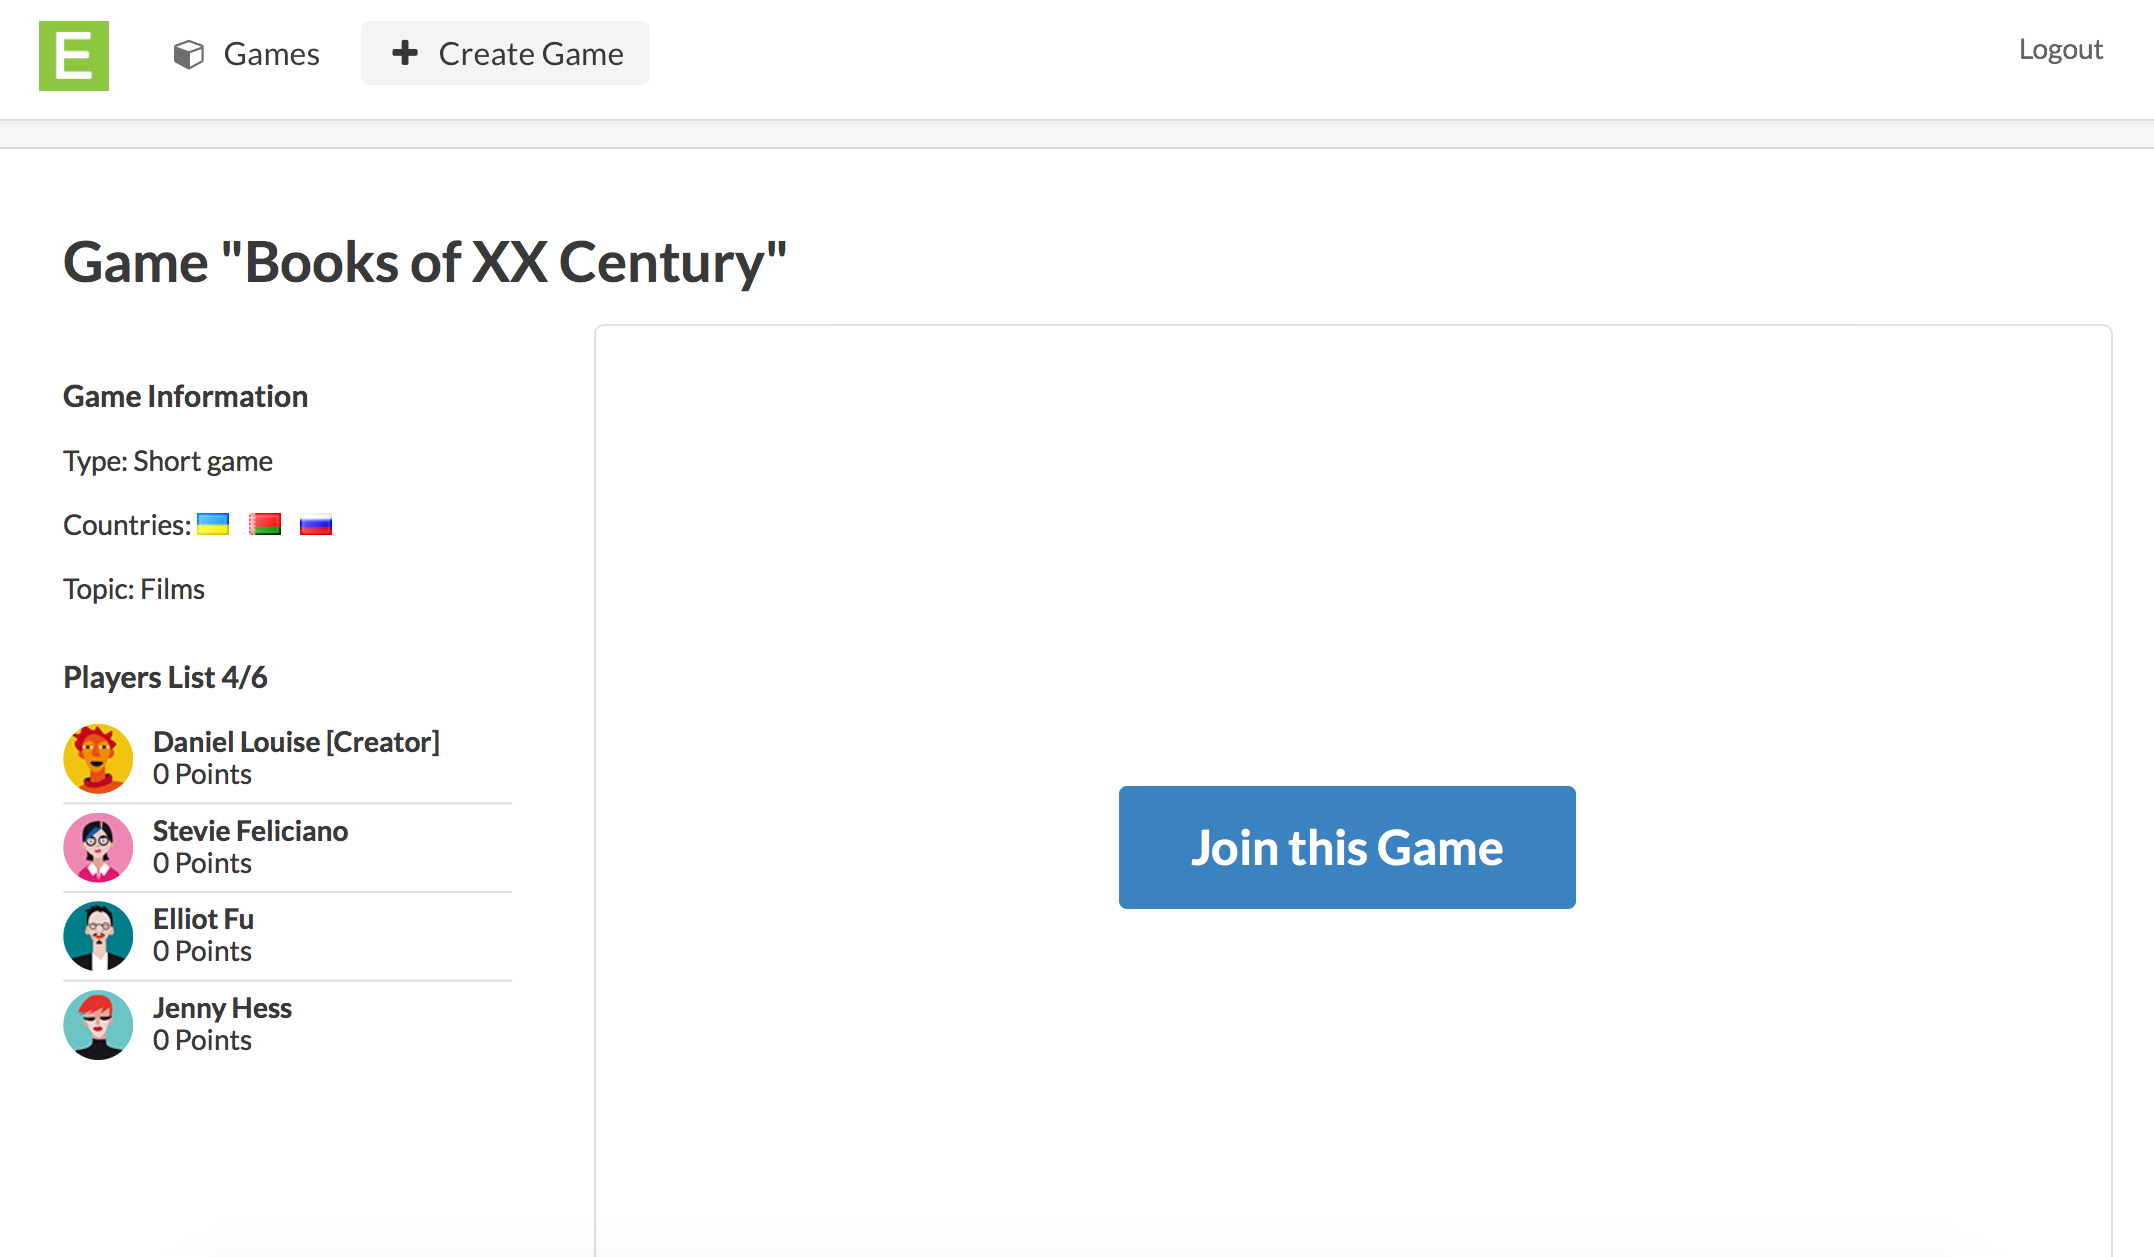 E
Games
Create Game
Logout
Game "Books of XX Century"
Game Information
Type: Short game
Countries:
Topic: Films
Players List 4/6
Daniel Louise [Creator]
0 Points
Stevie Feliciano
0 Points
Elliot Fu
0 Points
Jenny Hess
0 Points
Join this Game